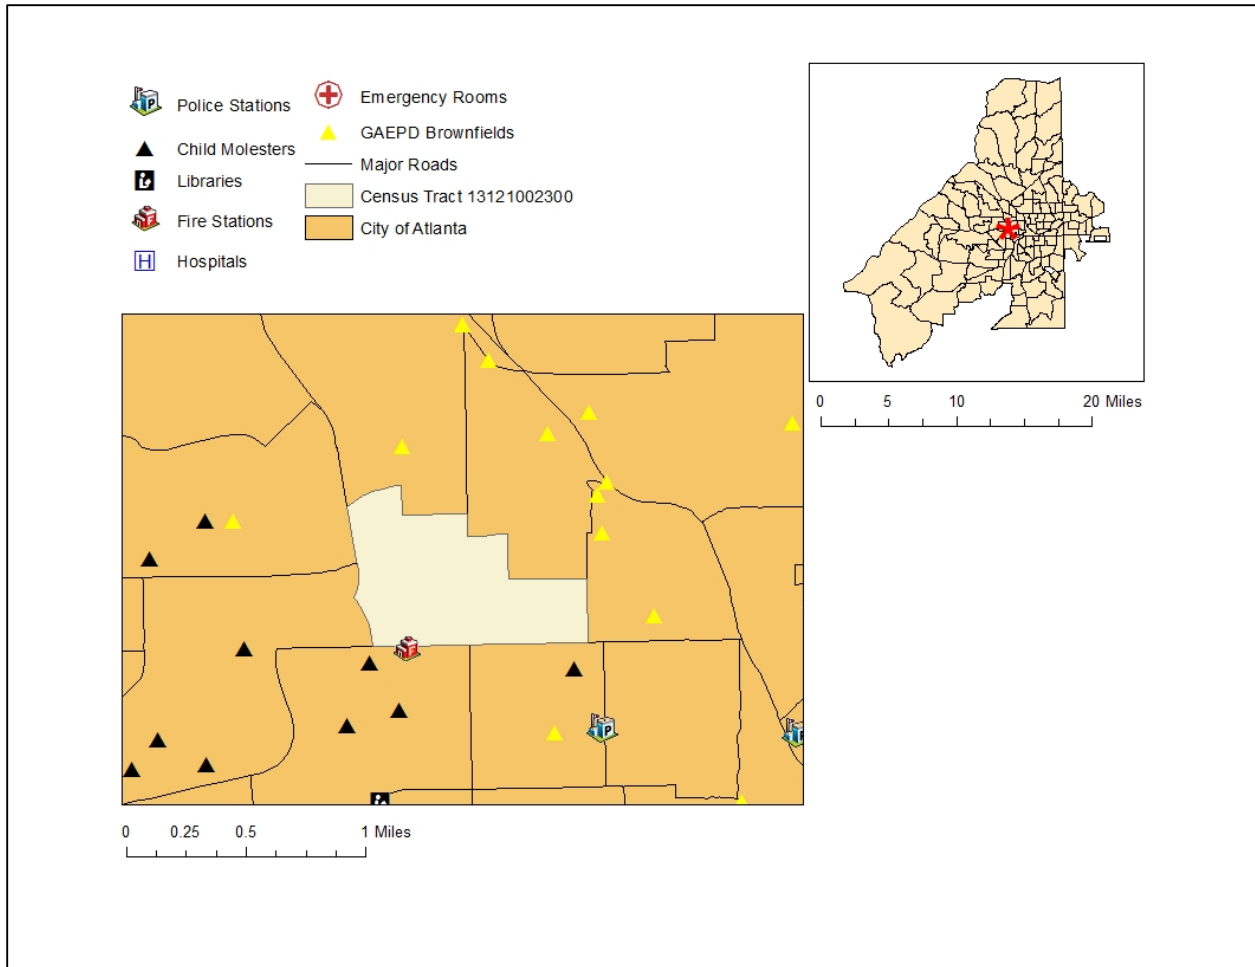 Police Stations
Child Molesters
Libraries
Fire Stations
Hospitals
Emergency Rooms
GAEPD Brownfields
Major Roads
Census Tract 13121002300
City of Atlanta
0 5 10 20 Miles
0 0.25 0.5 1 Miles